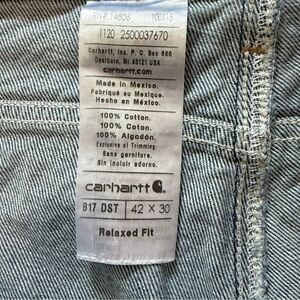 RN# 14806 100118
1120 2500037670
Carhartt, Inc. P. O. Box 600
Dearborn, MI 48121 USA
carhartt.com
Made in Mexico.
Fabriqué au Mexique.
Hecho en México.
100% Cotton.
100% Coton.
100% Algodón.
Exclusive of Trimming
Sans garniture.
Sin incluir adorno.
carhartt
B17 DST 42 X 30
Relaxed Fit